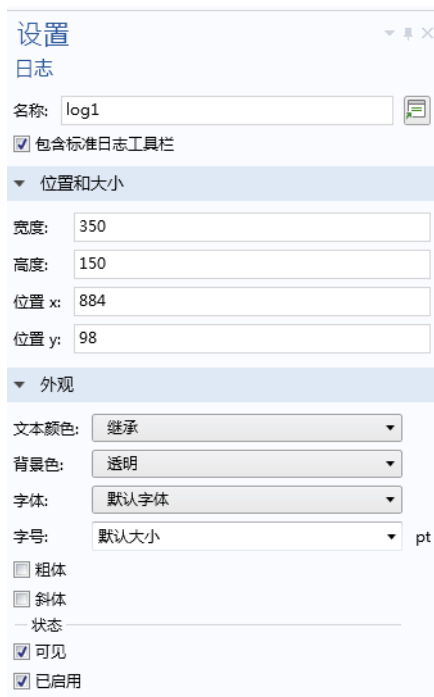 设置
日志
名称: log1
包含标准日志工具栏
位置和大小
宽度: 350
高度: 150
位置 x: 884
位置 y: 98
外观
文本颜色: 继承
背景色: 透明
字体: 默认字体
字号: 默认大小 pt
粗体
斜体
状态
可见
已启用